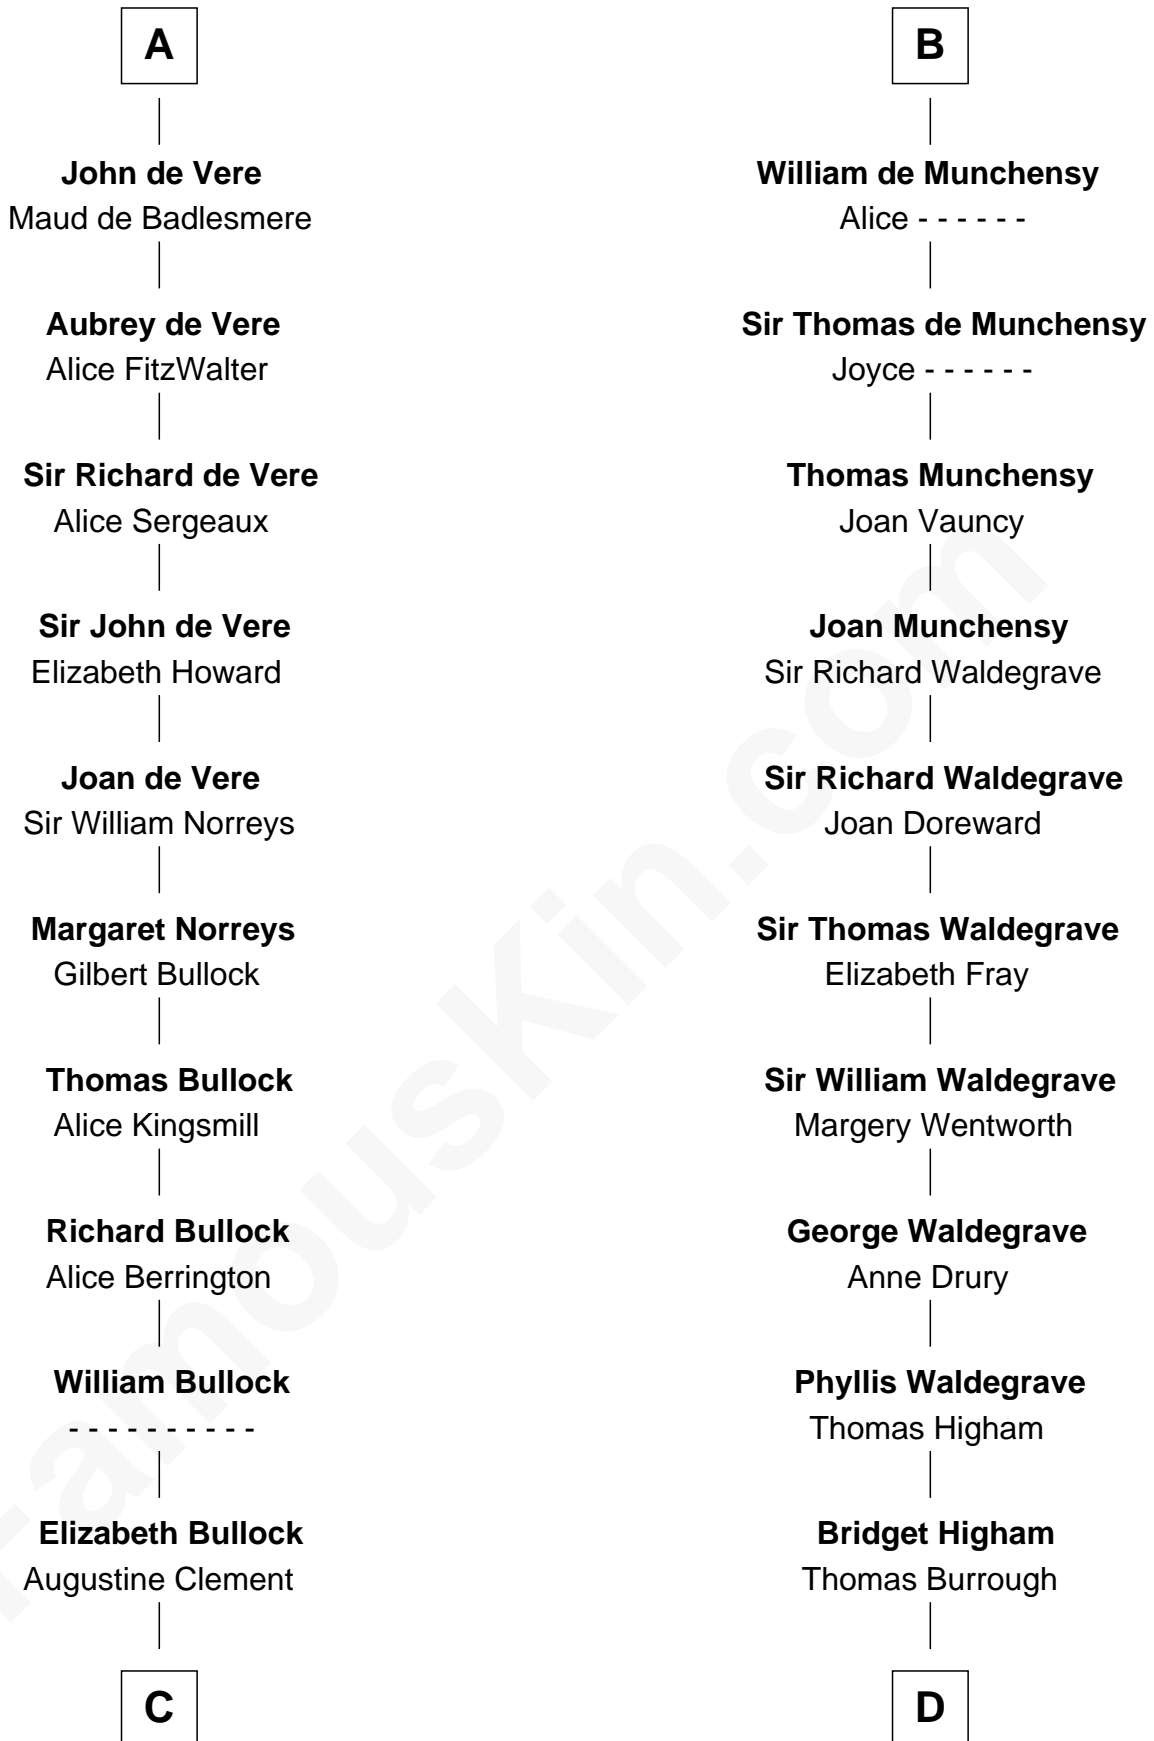 A
John de Vere
Maud de Badlesmere
Aubrey de Vere
Alice FitzWalter
Sir Richard de Vere
Alice Sergeaux
Sir John de Vere
Elizabeth Howard
Joan de Vere
Sir William Norreys
Margaret Norreys
Gilbert Bullock
Thomas Bullock
Alice Kingsmill
Richard Bullock
Alice Berrington
William Bullock
- - - - - - - - - -
Elizabeth Bullock
Augustine Clement
C
B
William de Munchensy
Alice - - - - - -
Sir Thomas de Munchensy
Joyce - - - - - -
Thomas Munchensy
Joan Vauncy
Joan Munchensy
Sir Richard Waldegrave
Sir Richard Waldegrave
Joan Doreward
Sir Thomas Waldegrave
Elizabeth Fray
Sir William Waldegrave
Margery Wentworth
George Waldegrave
Anne Drury
Phyllis Waldegrave
Thomas Higham
Bridget Higham
Thomas Burrough
D
FamousKin.com